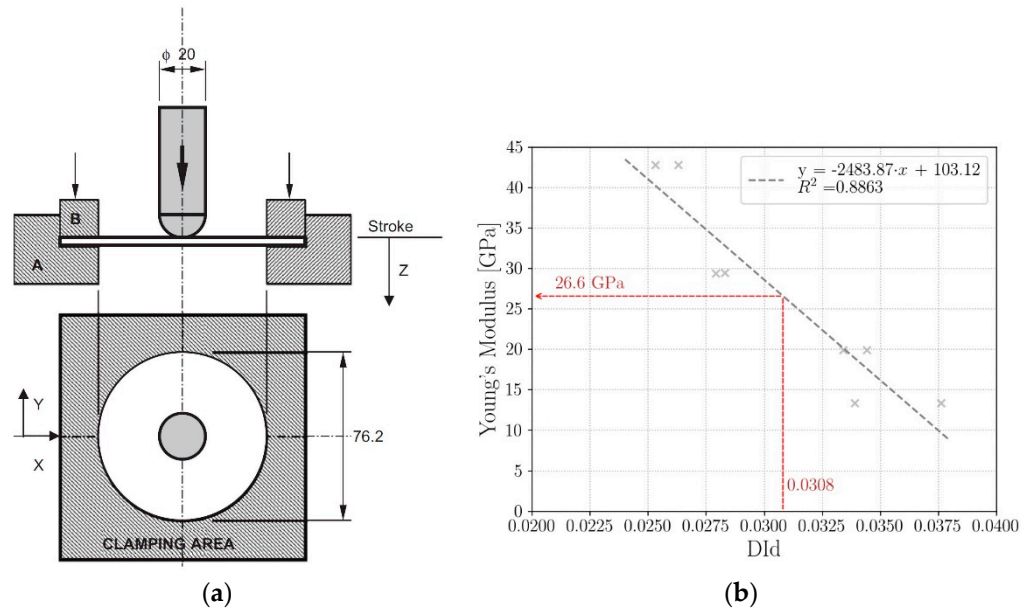 ϕ 20
B
A
Stroke
Z
Y
X
76.2
CLAMPING AREA
(a)
Young's Modulus [GPa]
45
40
35
30
25
20
15
10
5
0
y = -2483.87·x + 103.12
R² =0.8863
26.6 GPa
0.0308
0.0200 0.0225 0.0250 0.0275 0.0300 0.0325 0.0350 0.0375 0.0400
DId
(b)